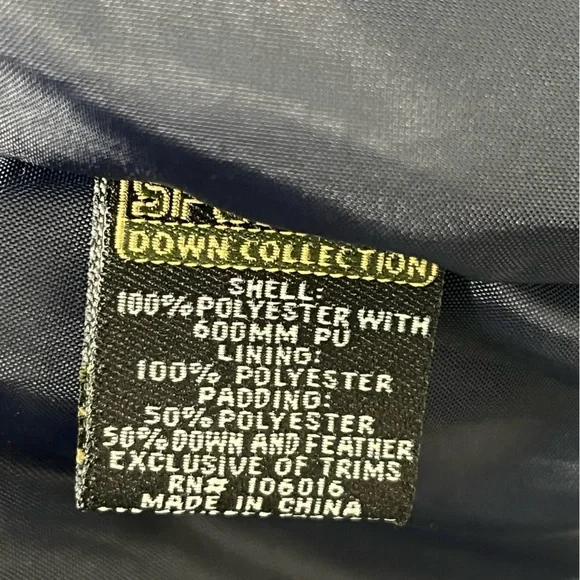 DOWN COLLECTION
SHELL:
100% POLYESTER WITH
600MM PU
LINING:
100% POLYESTER
PADDING:
50% POLYESTER
50% DOWN AND FEATHER
EXCLUSIVE OF TRIMS
RN# 106016
MADE IN CHINA